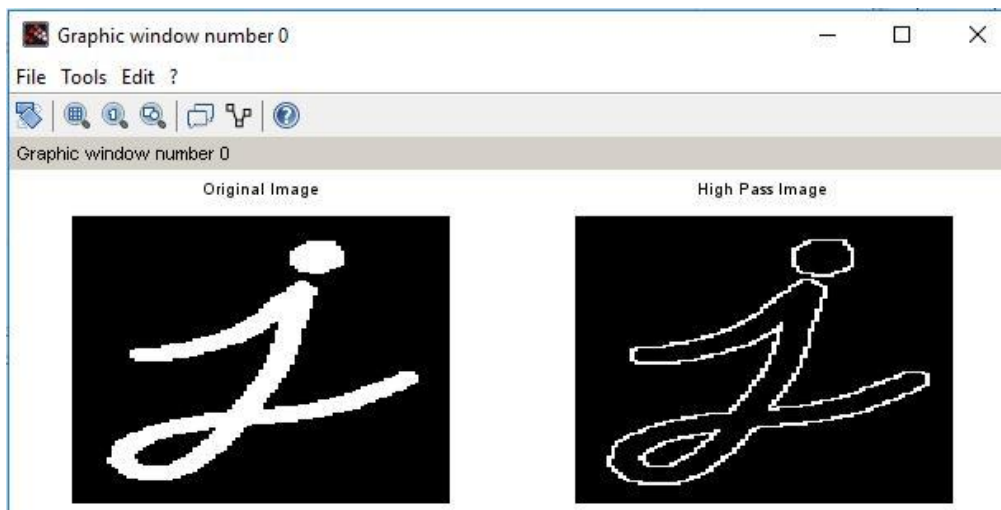 Graphic window number 0
File Tools Edit ?
Graphic window number 0
Original Image High Pass Image
j j